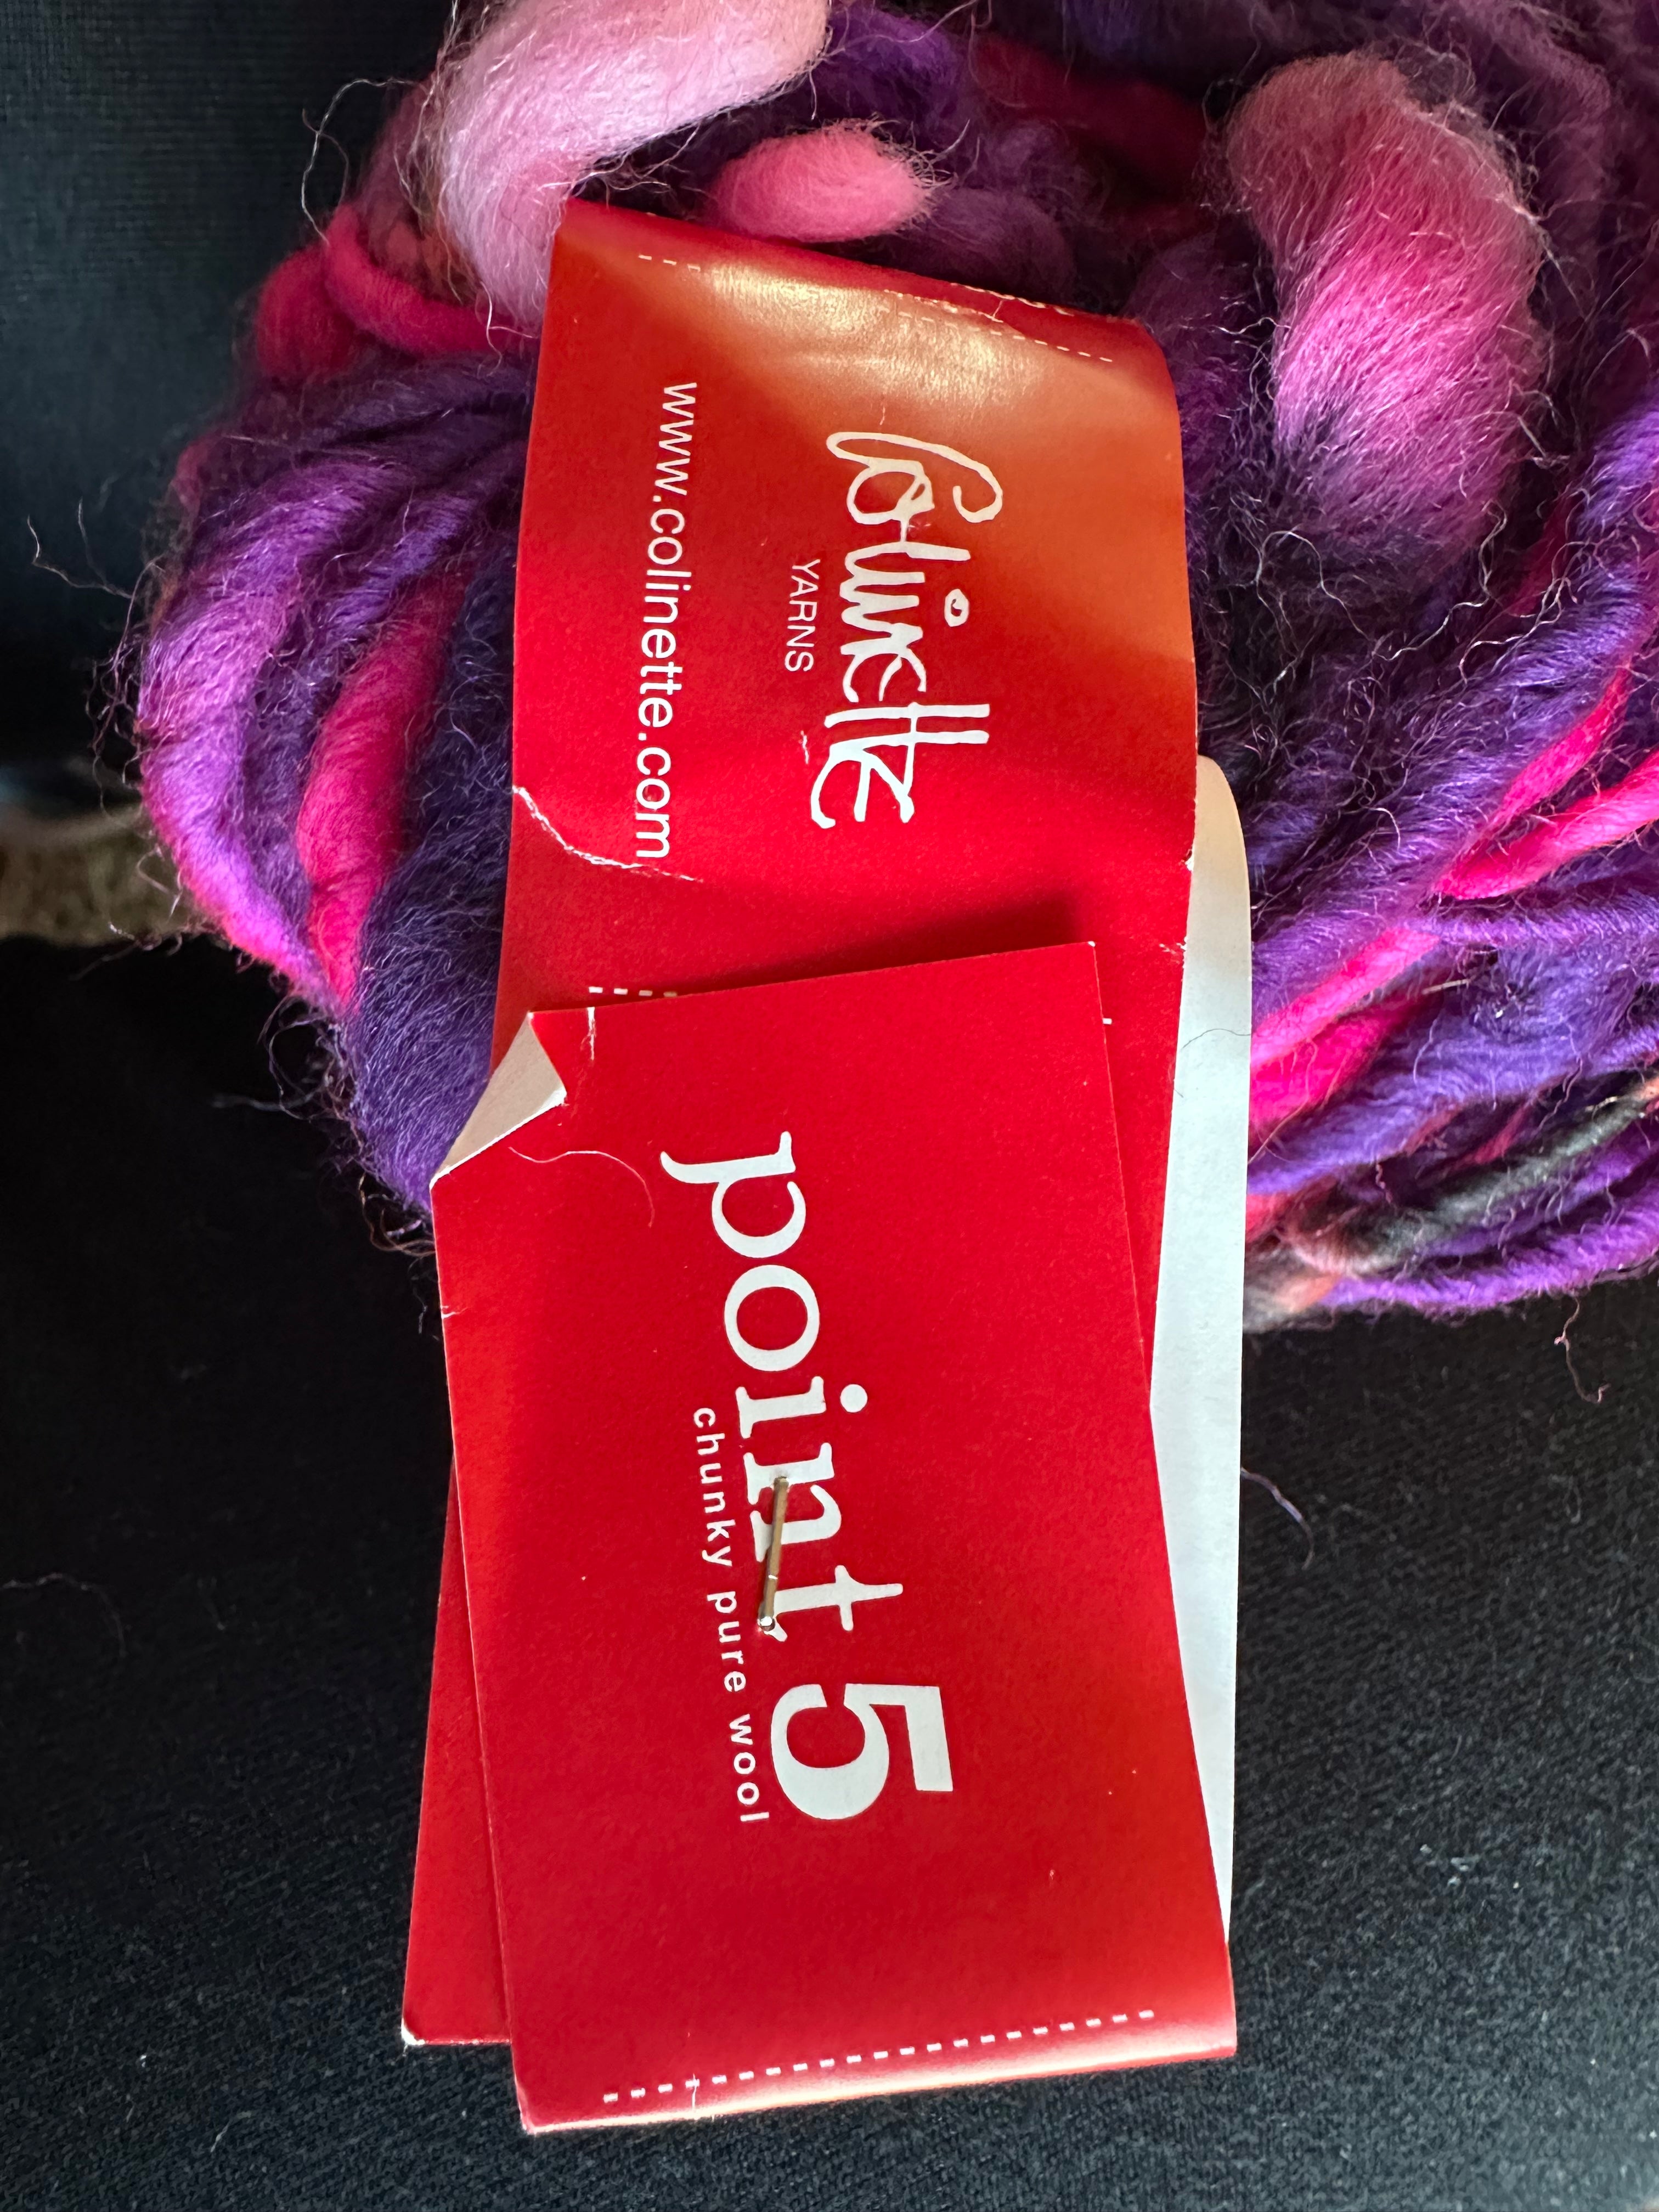 Colinette
YARNS
www.colinette.com
point 5
chunky pure wool